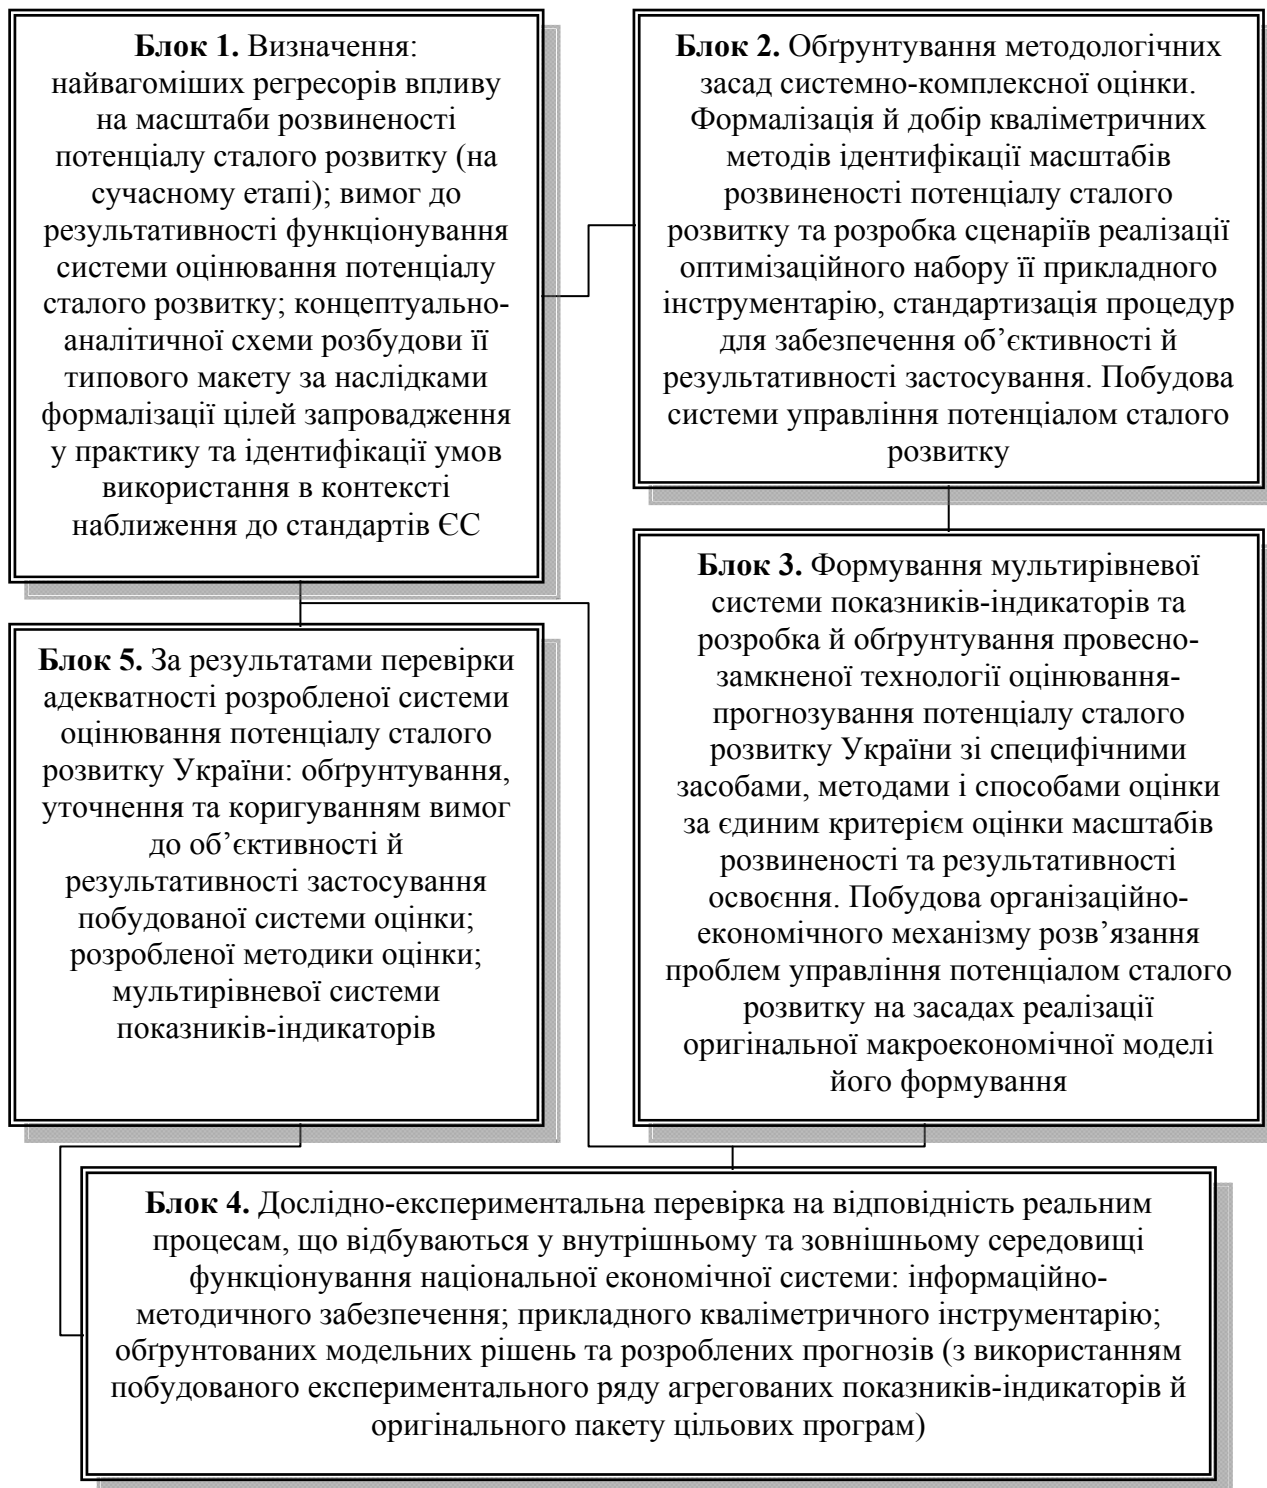 Блок 1. Визначення:
найвагоміших регресорів впливу
на масштаби розвиненості
потенціалу сталого розвитку (на
сучасному етапі); вимог до
результативності функціонування
системи оцінювання потенціалу
сталого розвитку; концептуально-
аналітичної схеми розбудови її
типового макету за наслідками
формалізації цілей запровадження
у практику та ідентифікації умов
використання в контексті
наближення до стандартів ЄС
Блок 2. Обґрунтування методологічних
засад системно-комплексної оцінки.
Формалізація й добір кваліметричних
методів ідентифікації масштабів
розвиненості потенціалу сталого
розвитку та розробка сценаріїв реалізації
оптимізаційного набору її прикладного
інструментарію, стандартизація процедур
для забезпечення об’єктивності й
результативності застосування. Побудова
системи управління потенціалом сталого
розвитку
Блок 3. Формування мультирівневої
системи показників-індикаторів та
розробка й обґрунтування провесно-
замкненої технології оцінювання-
прогнозування потенціалу сталого
розвитку України зі специфічними
засобами, методами і способами оцінки
за єдиним критерієм оцінки масштабів
розвиненості та результативності
освоєння. Побудова організаційно-
економічного механізму розв’язання
проблем управління потенціалом сталого
розвитку на засадах реалізації
оригінальної макроекономічної моделі
його формування
Блок 5. За результатами перевірки
адекватності розробленої системи
оцінювання потенціалу сталого
розвитку України: обґрунтування,
уточнення та коригуванням вимог
до об’єктивності й
результативності застосування
побудованої системи оцінки;
розробленої методики оцінки;
мультирівневої системи
показників-індикаторів
Блок 4. Дослідно-експериментальна перевірка на відповідність реальним
процесам, що відбуваються у внутрішньому та зовнішньому середовищі
функціонування національної економічної системи: інформаційно-
методичного забезпечення; прикладного кваліметричного інструментарію;
обґрунтованих модельних рішень та розроблених прогнозів (з використанням
побудованого експериментального ряду агрегованих показників-індикаторів й
оригінального пакету цільових програм)